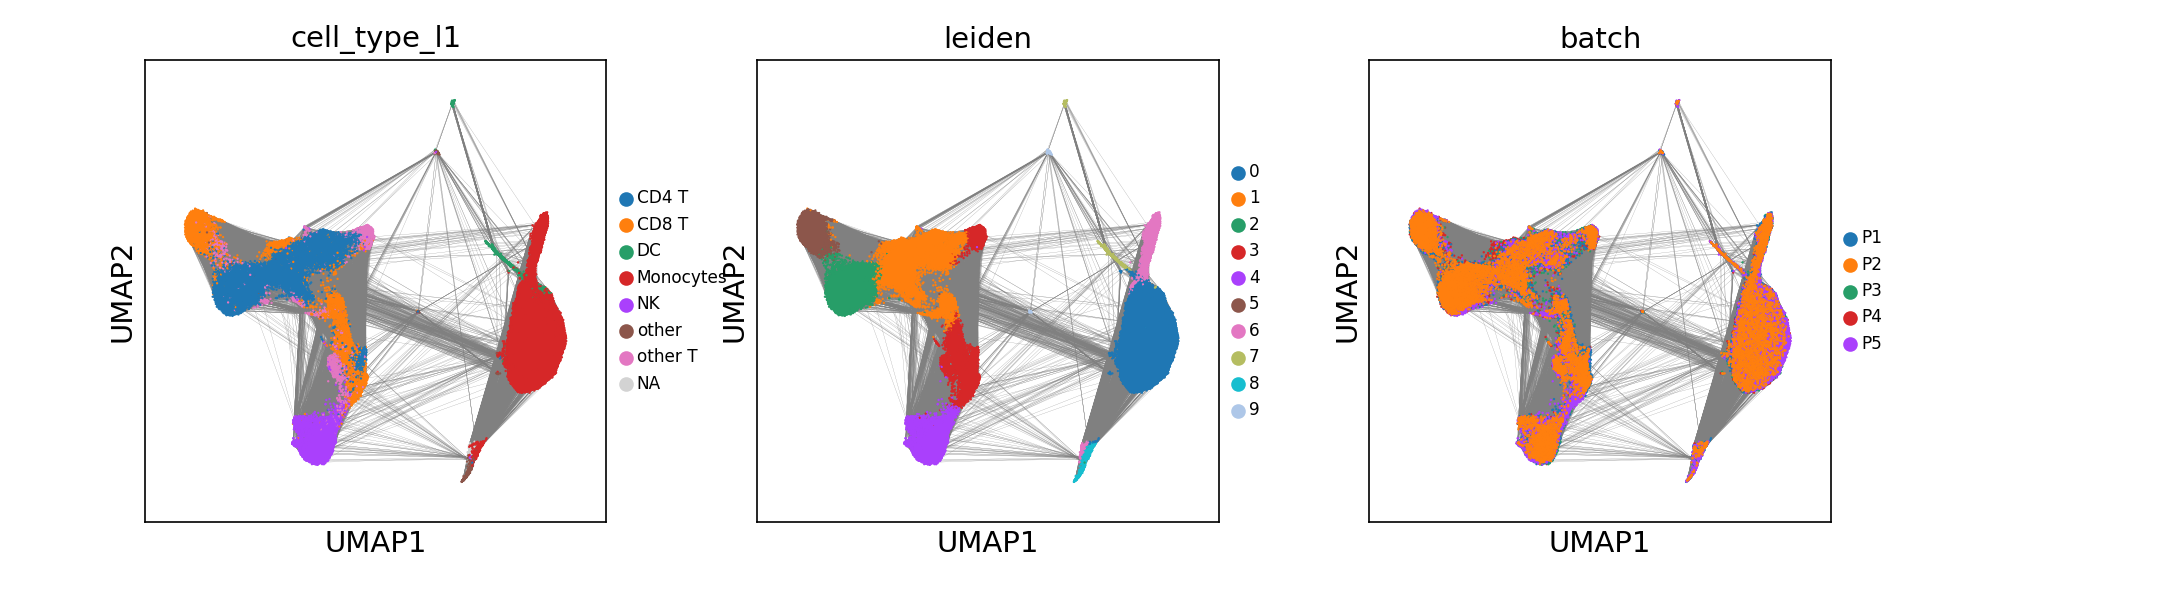 cell_type_l1
UMAP2
UMAP1
CD4 T
CD8 T
DC
Monocytes
NK
other
other T
NA
leiden
UMAP2
UMAP1
0
1
2
3
4
5
6
7
8
9
batch
UMAP2
UMAP1
P1
P2
P3
P4
P5